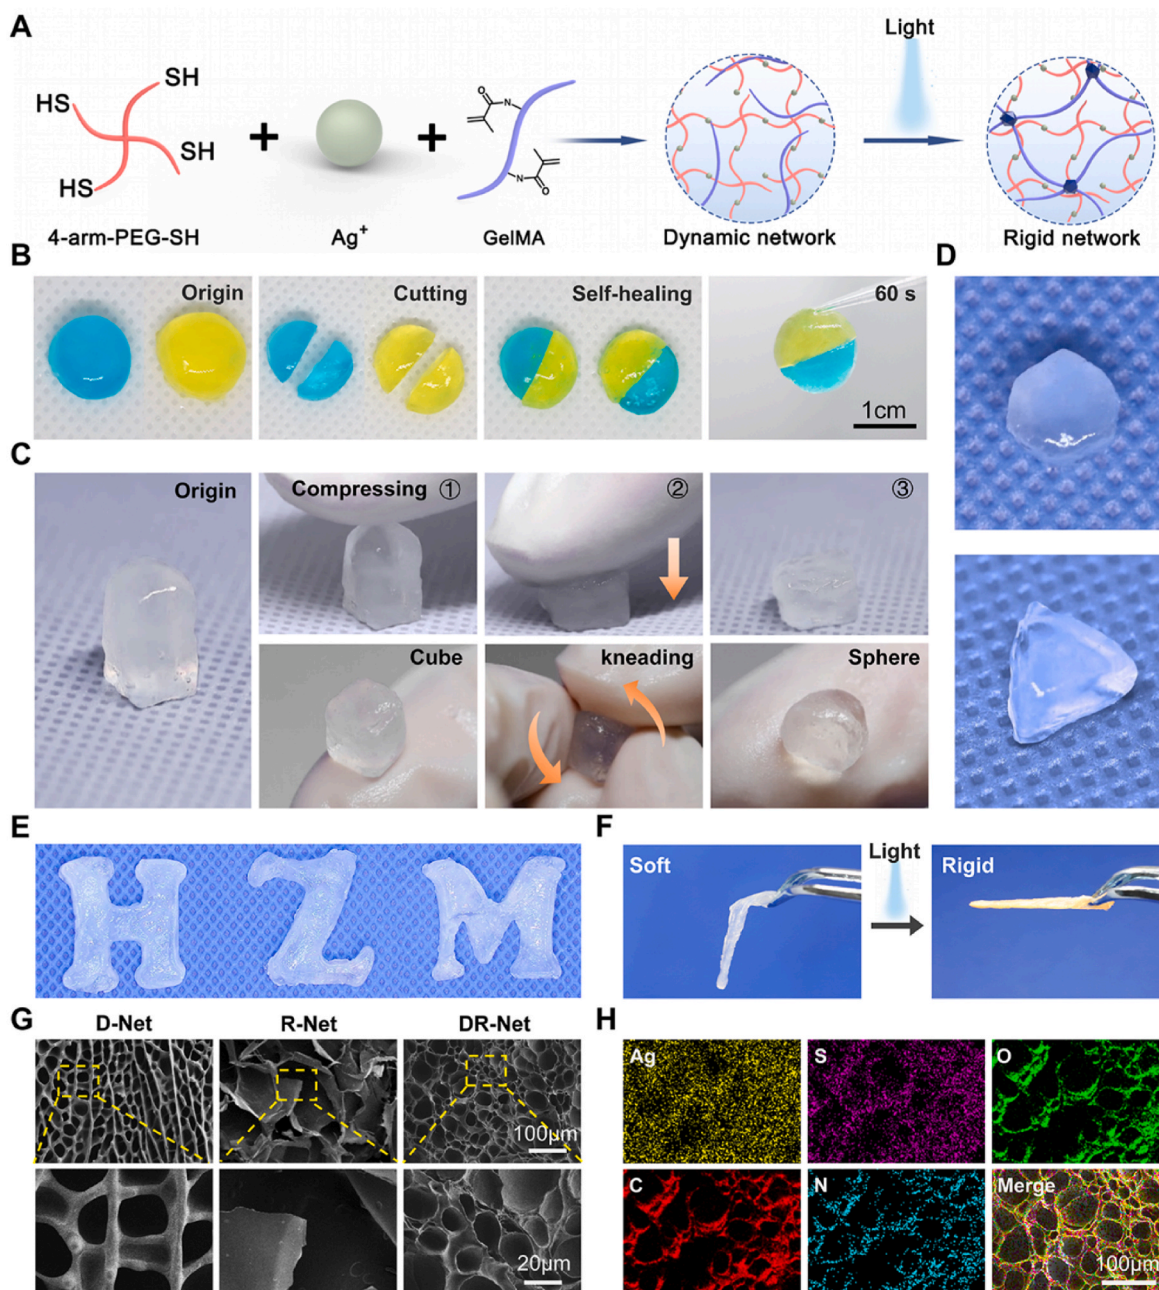 A
Light
SH
HS
SH
HS
O
N
N
O
4-arm-PEG-SH
Ag⁺
GelMA
Dynamic network
Rigid network
B
Origin
Cutting
Self-healing
60 s
1cm
C
Origin
Compressing ①
②
③
Cube
kneading
Sphere
D
E
H Z M
F
Soft
Light
Rigid
G
D-Net
R-Net
DR-Net
100μm
20μm
H
Ag
S
O
C
N
Merge
100μm